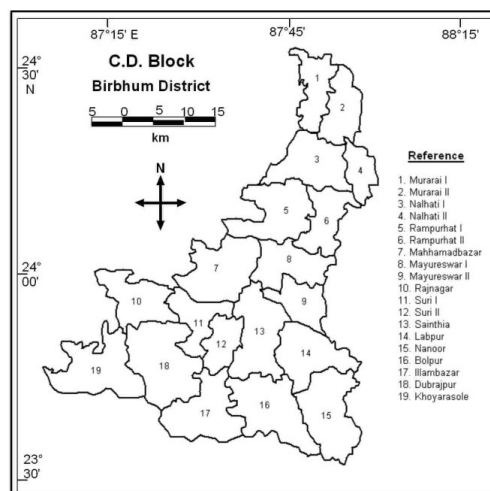 87°15' E
87°45'
88°15'
24°
30'
N
C.D. Block
Birbhum District
5 0 5 10 15
km
N
24°
00'
23°
30'
1
2
3
4
5
6
7
8
9
10
11
12
13
14
19
18
17
16
15
Reference
1. Murarai I
2. Murarai II
3. Nalhati I
4. Nalhati II
5. Rampurhat I
6. Rampurhat II
7. Mahhamadbazar
8. Mayureswar I
9. Mayureswar II
10. Rajnagar
11. Suri I
12. Suri II
13. Sainthia
14. Labpur
15. Nanoor
16. Bolpur
17. Illambazar
18. Dubrajpur
19. Khoyarasole